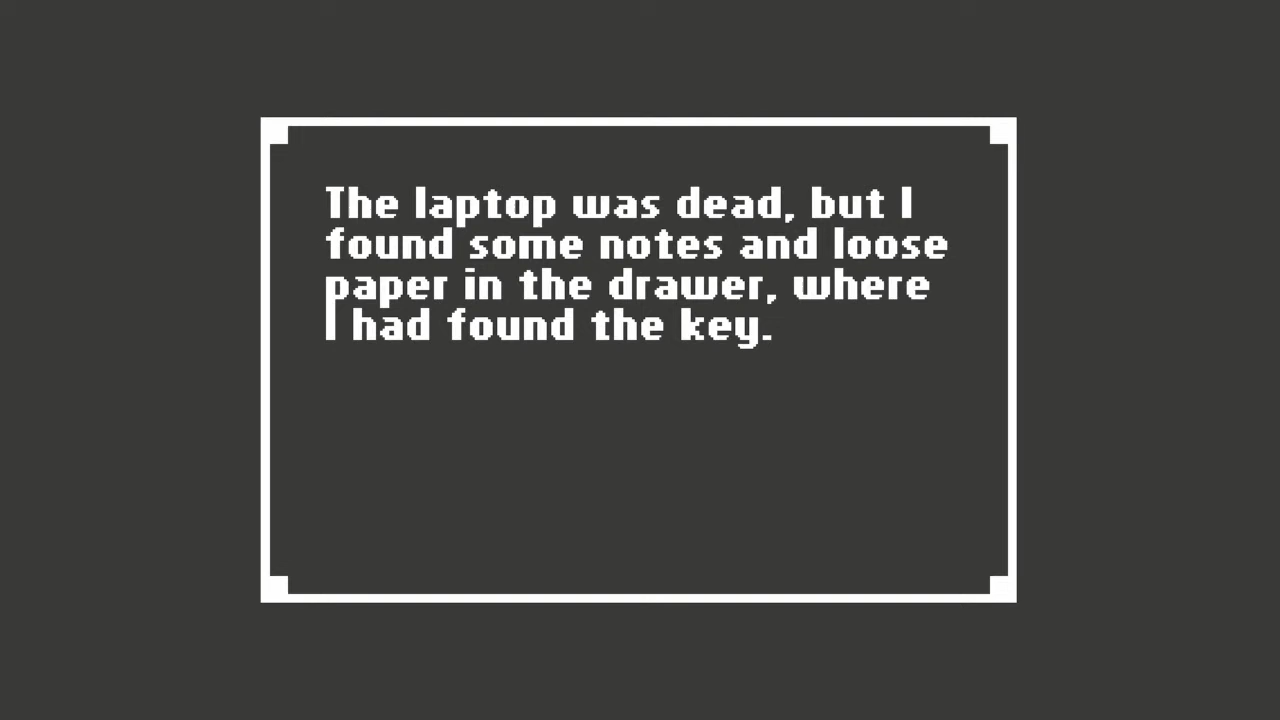 The laptop was dead, but I
found some notes and loose
paper in the drawer, where
I had found the key.